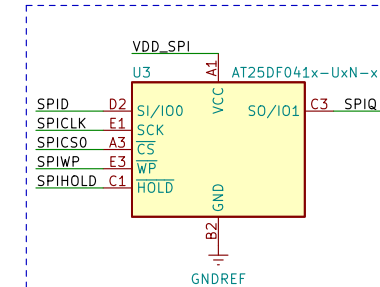 VDD_SPI
A1
U3
AT25DF041x-UxN-x
VCC
SPID D2 SI/IO0
SO/IO1 C3 SPIQ
SPICLK E1 SCK
SPICS0 A3 CS
SPIWP E3 WP
SPIHOLD C1 HOLD
GND
B2
GNDREF